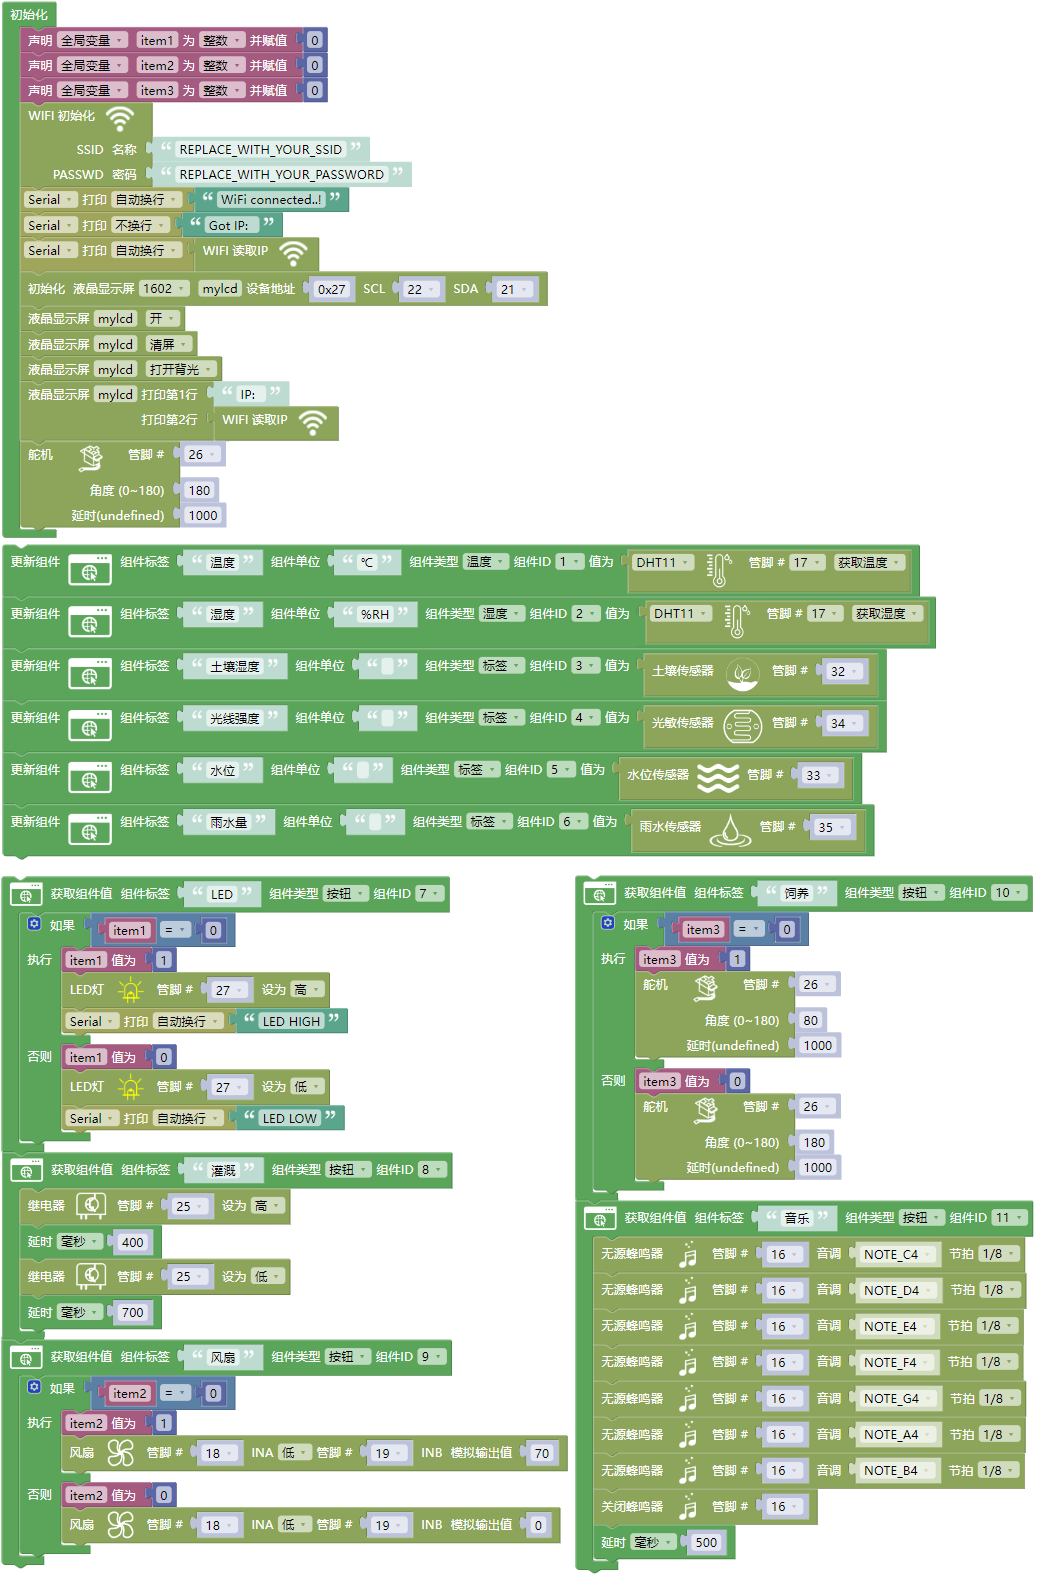 初始化
声明 全局变量 item1 为 整数 并赋值 0
声明 全局变量 item2 为 整数 并赋值 0
声明 全局变量 item3 为 整数 并赋值 0
WIFI 初始化
SSID 名称 “ REPLACE_WITH_YOUR_SSID ”
PASSWD 密码 “ REPLACE_WITH_YOUR_PASSWORD ”
Serial 打印 自动换行 “ WiFi connected..! ”
Serial 打印 不换行 “ Got IP: ”
Serial 打印 自动换行 WIFI 读取IP
初始化 液晶显示屏 1602 mylcd 设备地址 0x27 SCL 22 SDA 21
液晶显示屏 mylcd 开
液晶显示屏 mylcd 清屏
液晶显示屏 mylcd 打开背光
液晶显示屏 mylcd 打印第1行 “ IP: ”
打印第2行 WIFI 读取IP
舵机 管脚 # 26
角度 (0~180) 180
延时(undefined) 1000
更新组件 组件标签 “ 温度 ” 组件单位 “ ℃ ” 组件类型 温度 组件ID 1 值为 DHT11 管脚 # 17 获取温度
更新组件 组件标签 “ 湿度 ” 组件单位 “ %RH ” 组件类型 湿度 组件ID 2 值为 DHT11 管脚 # 17 获取湿度
更新组件 组件标签 “ 土壤湿度 ” 组件单位 “ ” 组件类型 标签 组件ID 3 值为 土壤传感器 管脚 # 32
更新组件 组件标签 “ 光线强度 ” 组件单位 “ ” 组件类型 标签 组件ID 4 值为 光敏传感器 管脚 # 34
更新组件 组件标签 “ 水位 ” 组件单位 “ ” 组件类型 标签 组件ID 5 值为 水位传感器 管脚 # 33
更新组件 组件标签 “ 雨水量 ” 组件单位 “ ” 组件类型 标签 组件ID 6 值为 雨水传感器 管脚 # 35
获取组件值 组件标签 “ LED ” 组件类型 按钮 组件ID 7
如果 item1 = 0
执行 item1 值为 1
LED灯 管脚 # 27 设为 高
Serial 打印 自动换行 “ LED HIGH ”
否则 item1 值为 0
LED灯 管脚 # 27 设为 低
Serial 打印 自动换行 “ LED LOW ”
获取组件值 组件标签 “ 灌溉 ” 组件类型 按钮 组件ID 8
继电器 管脚 # 25 设为 高
延时 毫秒 400
继电器 管脚 # 25 设为 低
延时 毫秒 700
获取组件值 组件标签 “ 风扇 ” 组件类型 按钮 组件ID 9
如果 item2 = 0
执行 item2 值为 1
风扇 管脚 # 18 INA 低 管脚 # 19 INB 模拟输出值 70
否则 item2 值为 0
风扇 管脚 # 18 INA 低 管脚 # 19 INB 模拟输出值 0
获取组件值 组件标签 “ 饲养 ” 组件类型 按钮 组件ID 10
如果 item3 = 0
执行 item3 值为 1
舵机 管脚 # 26
角度 (0~180) 80
延时(undefined) 1000
否则 item3 值为 0
舵机 管脚 # 26
角度 (0~180) 180
延时(undefined) 1000
获取组件值 组件标签 “ 音乐 ” 组件类型 按钮 组件ID 11
无源蜂鸣器 管脚 # 16 音调 NOTE_C4 节拍 1/8
无源蜂鸣器 管脚 # 16 音调 NOTE_D4 节拍 1/8
无源蜂鸣器 管脚 # 16 音调 NOTE_E4 节拍 1/8
无源蜂鸣器 管脚 # 16 音调 NOTE_F4 节拍 1/8
无源蜂鸣器 管脚 # 16 音调 NOTE_G4 节拍 1/8
无源蜂鸣器 管脚 # 16 音调 NOTE_A4 节拍 1/8
无源蜂鸣器 管脚 # 16 音调 NOTE_B4 节拍 1/8
关闭蜂鸣器 管脚 # 16
延时 毫秒 500